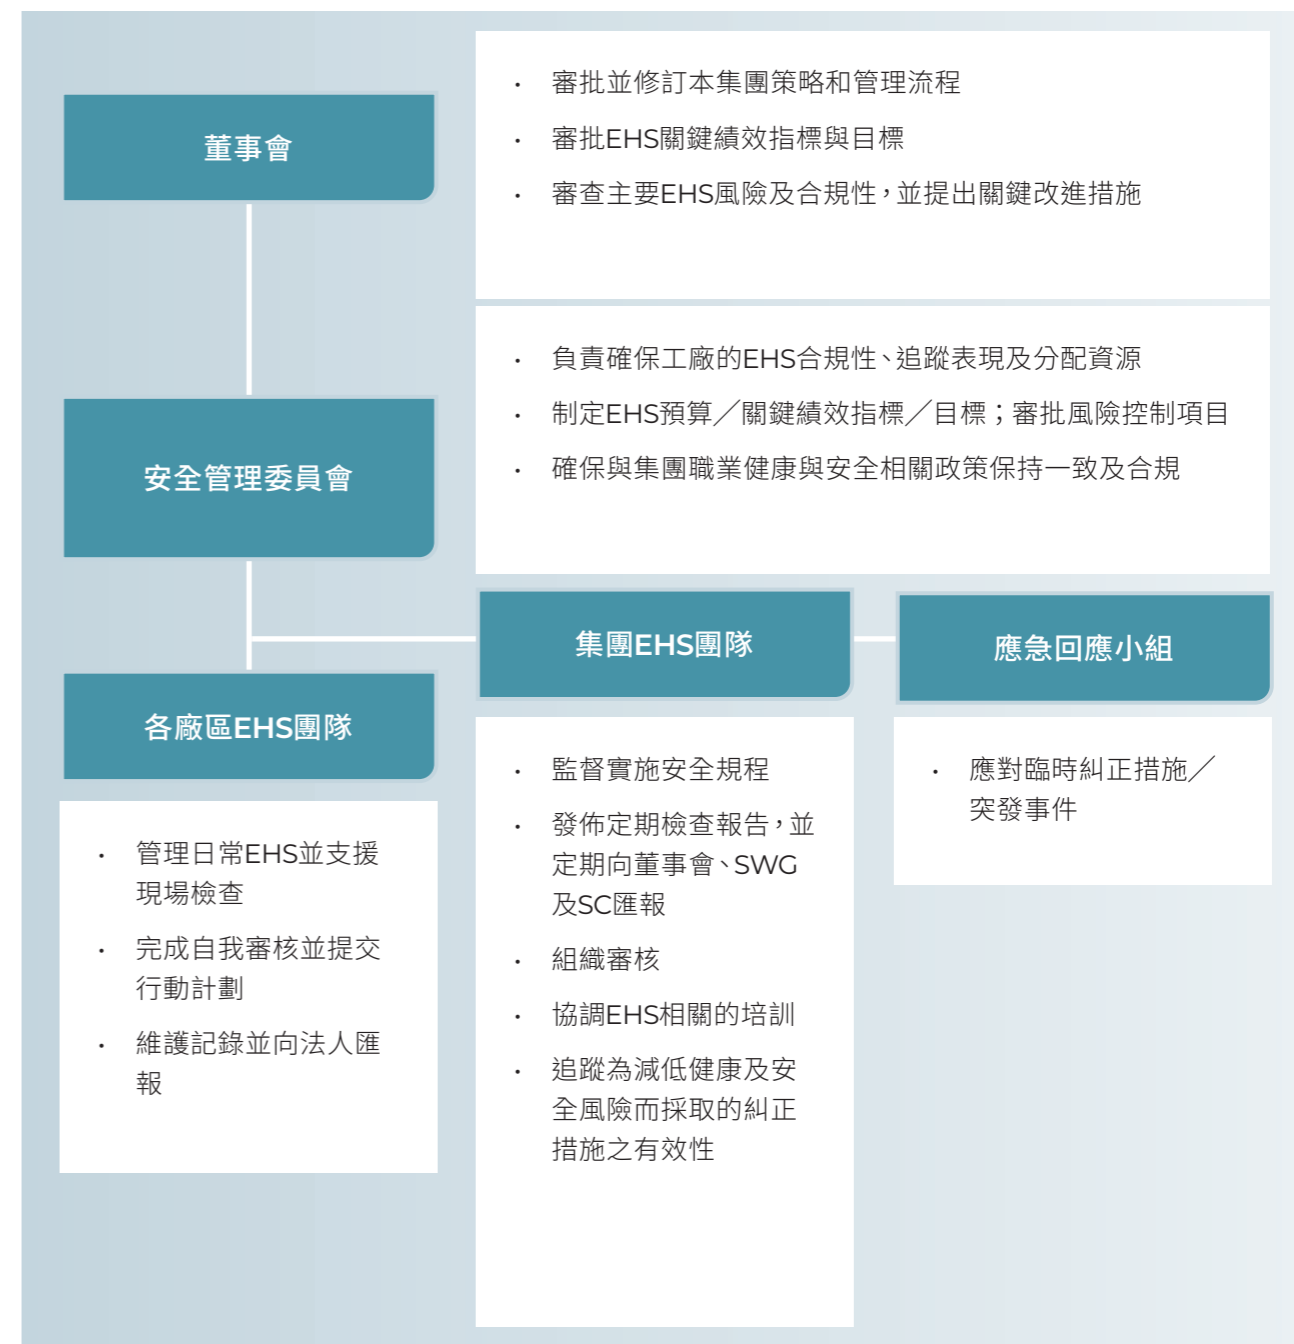 董事會
· 審批並修訂本集團策略和管理流程
· 審批EHS關鍵績效指標與目標
· 審查主要EHS風險及合規性，並提出關鍵改進措施
安全管理委員會
· 負責確保工廠的EHS合規性、追蹤表現及分配資源
· 制定EHS預算／關鍵績效指標／目標；審批風險控制項目
· 確保與集團職業健康與安全相關政策保持一致及合規
各廠區EHS團隊
· 管理日常EHS並支援
現場檢查
· 完成自我審核並提交
行動計劃
· 維護記錄並向法人匯
報
集團EHS團隊
· 監督實施安全規程
· 發佈定期檢查報告，並
定期向董事會、SWG
及SC匯報
· 組織審核
· 協調EHS相關的培訓
· 追蹤為減低健康及安
全風險而採取的糾正
措施之有效性
應急回應小組
· 應對臨時糾正措施／
突發事件